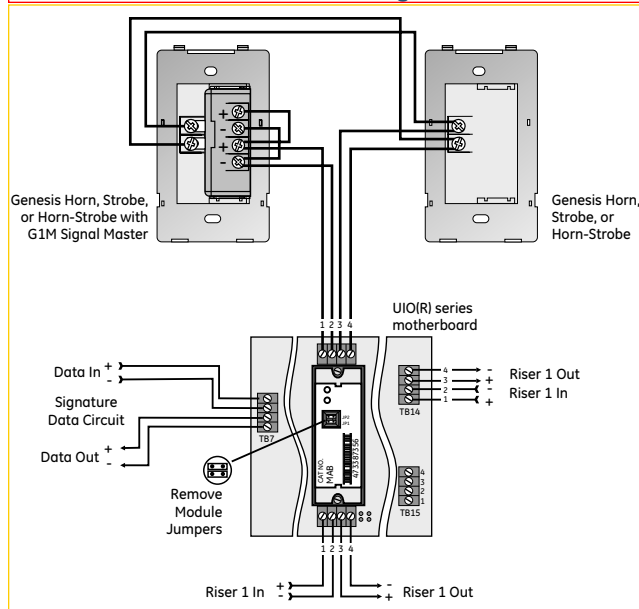 +
-
+
-
Genesis Horn, Strobe,
or Horn-Strobe with
G1M Signal Master
Genesis Horn,
Strobe, or
Horn-Strobe
UIO(R) series
motherboard
1 2 3 4
Data In + -
Signature
Data Circuit
Data Out + -
TB7
JP2
JP1
CAT NO.
MAB
4733387356
Remove
Module
Jumpers
4 - Riser 1 Out
3 +
2 - Riser 1 In
1 +
TB14
4
3
2
1
TB15
1 2 3 4
Riser 1 In + -
- + Riser 1 Out